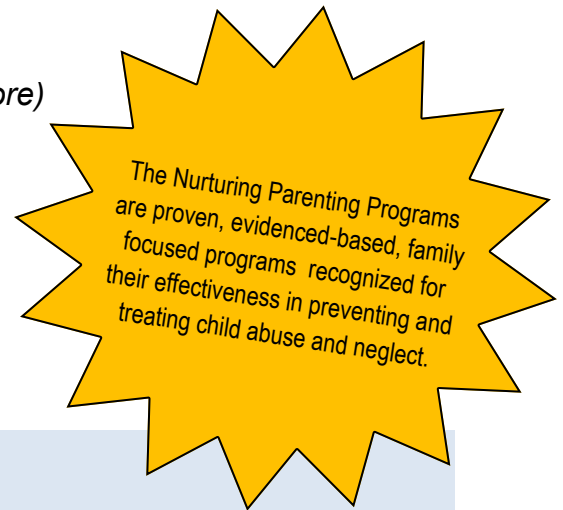 ore)
The Nurturing Parenting Programs
are proven, evidenced-based, family
focused programs recognized for
their effectiveness in preventing and
treating child abuse and neglect.